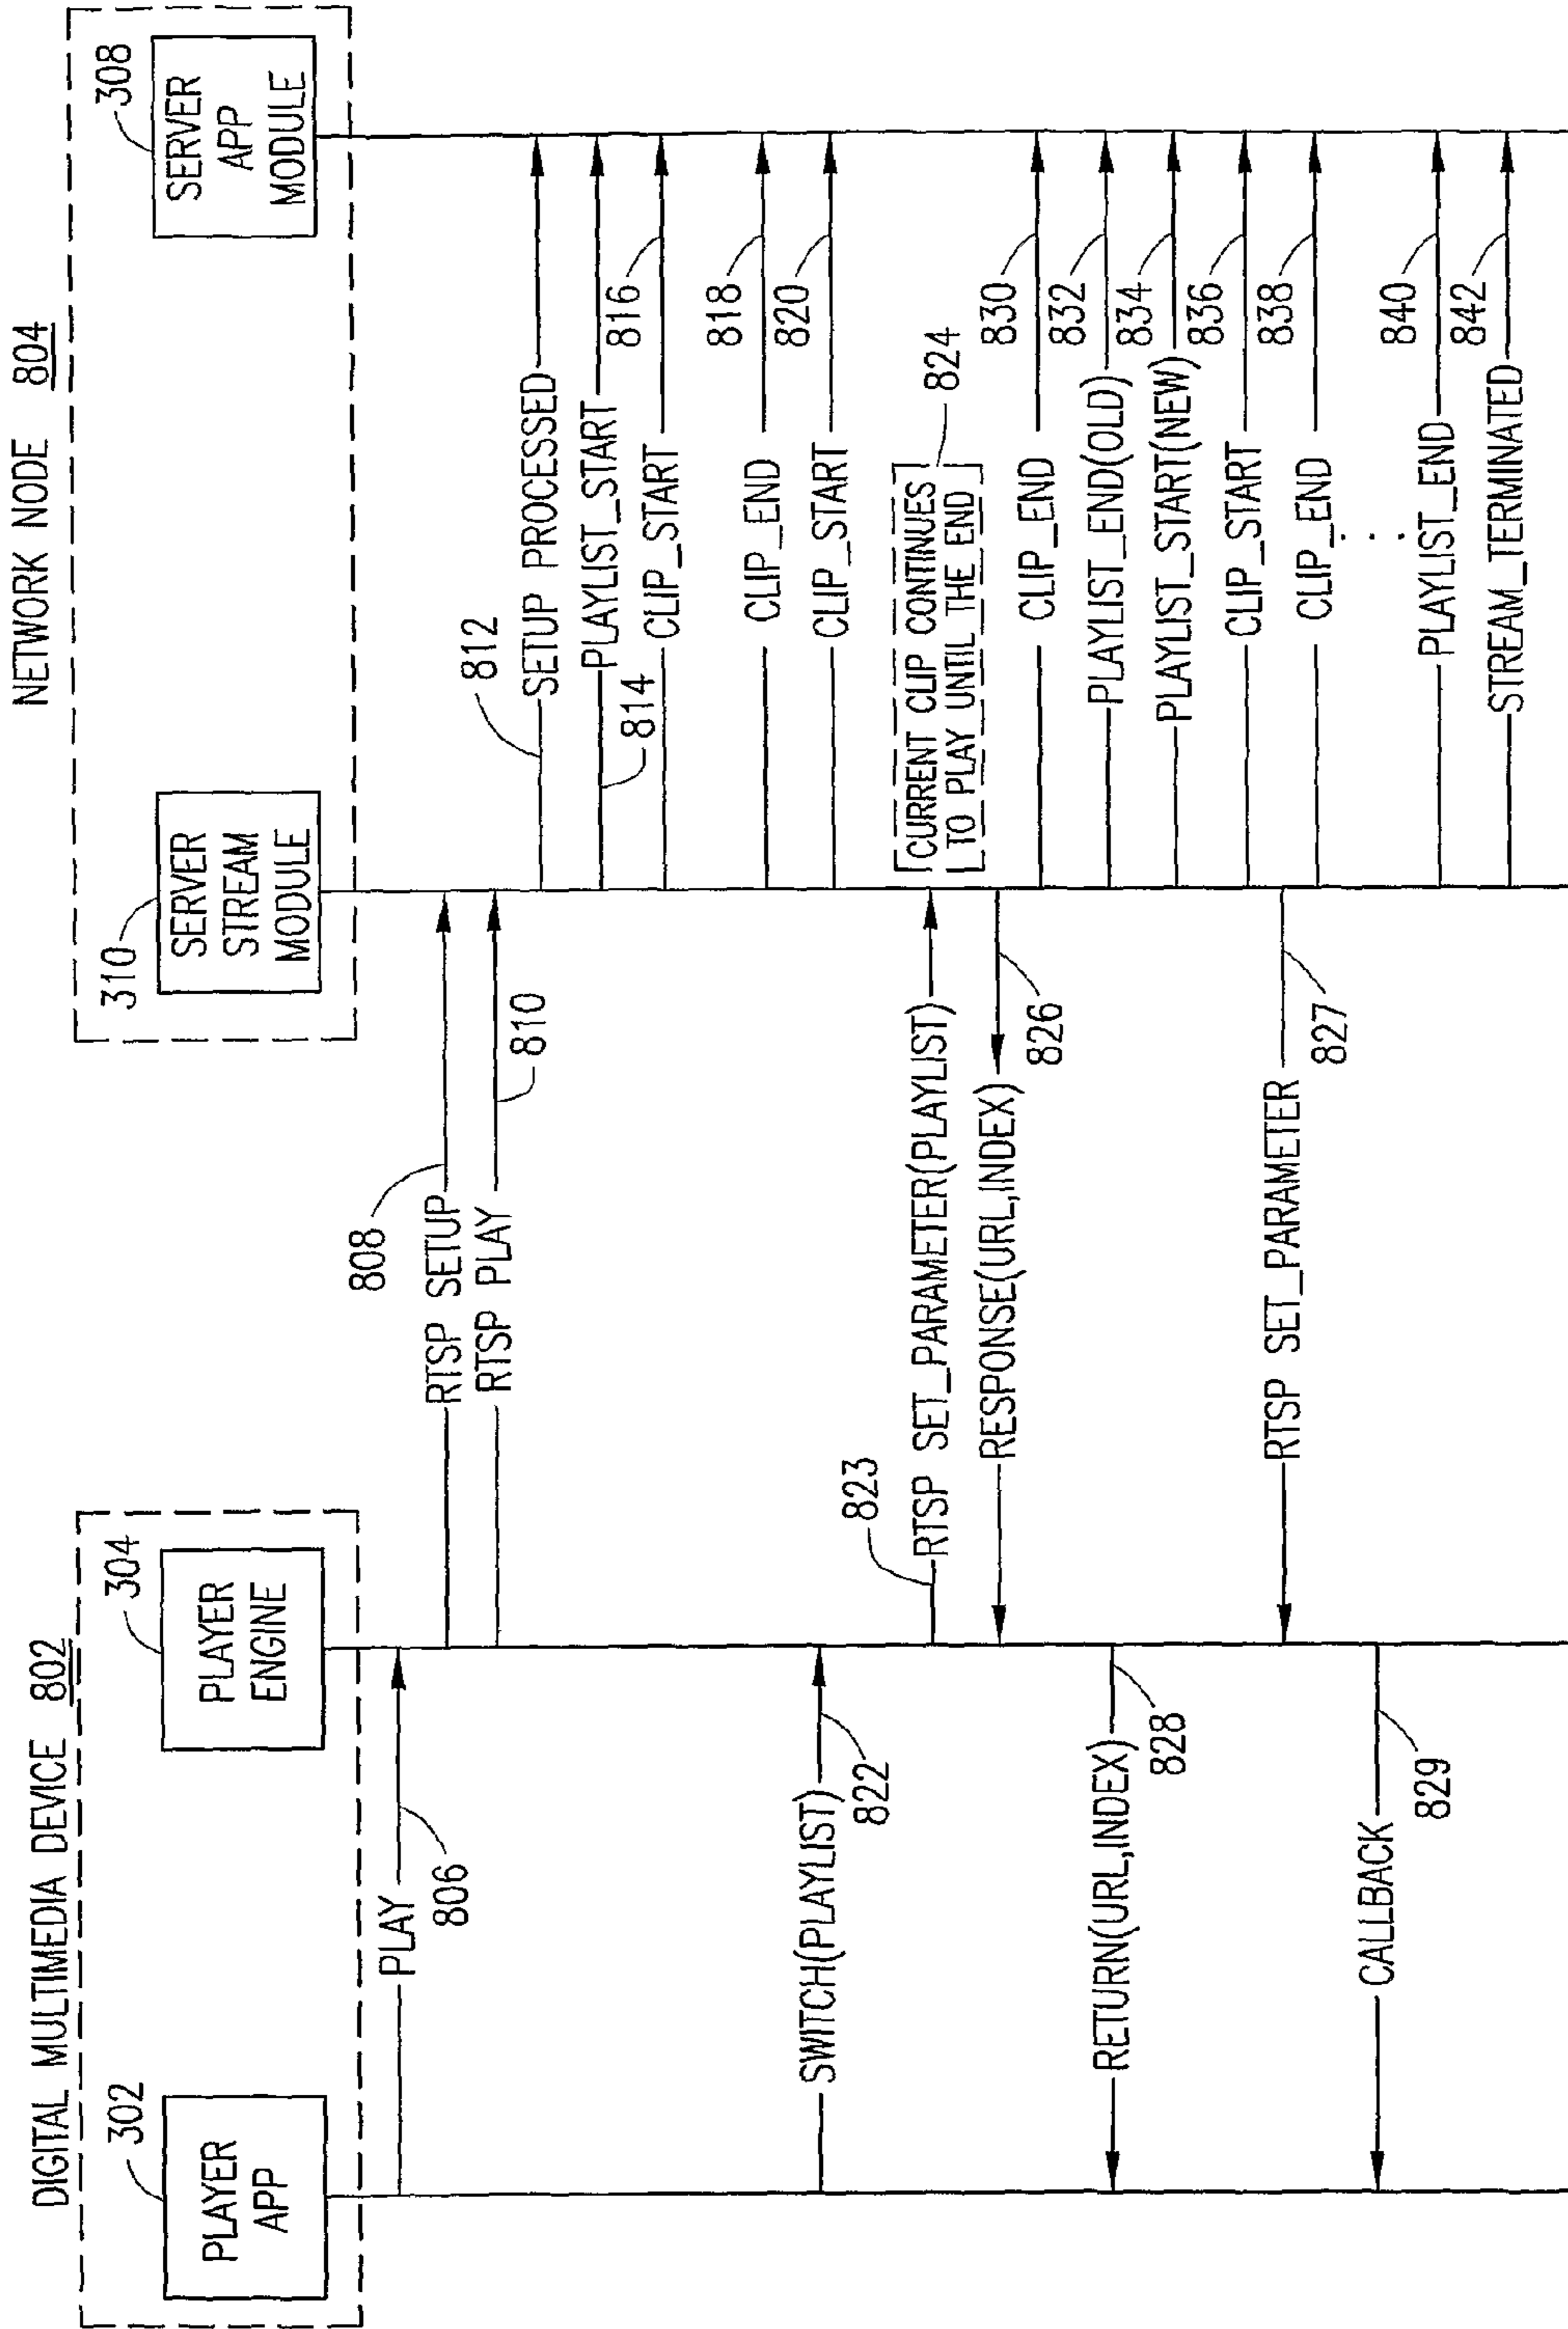 DIGITAL MULTIMEDIA DEVICE 802
NETWORK NODE 804
302
PLAYER
APP
304
PLAYER
ENGINE
310
SERVER
STREAM
MODULE
308
SERVER
APP
MODULE
PLAY
806
808
RTSP SETUP
RTSP PLAY
810
812
SETUP PROCESSED
PLAYLIST_START
814
CLIP_START
816
CLIP_END
818
SWITCH(PLAYLIST)
822
CLIP_START
820
823
RTSP SET_PARAMETER(PLAYLIST)
CURRENT CLIP CONTINUES
TO PLAY UNTIL THE END
824
RESPONSE(URL,INDEX)
826
CLIP_END
830
RETURN(URL,INDEX)
828
PLAYLIST_END(OLD)
832
PLAYLIST_START(NEW)
834
CLIP_START
836
RTSP SET_PARAMETER
827
CLIP_END
838
CALLBACK
829
PLAYLIST_END
840
STREAM_TERMINATED
842